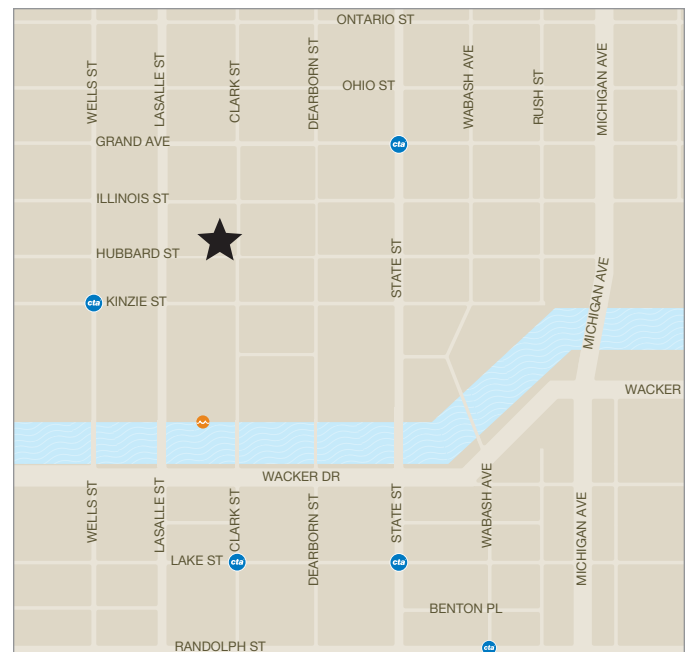 ONTARIO ST
OHIO ST
WELLS ST
LASALLE ST
CLARK ST
DEARBORN ST
WABASH AVE
RUSH ST
MICHIGAN AVE
GRAND AVE
cta
ILLINOIS ST
HUBBARD ST
STATE ST
cta
KINZIE ST
MICHIGAN AVE
WACKER
WACKER DR
WELLS ST
LASALLE ST
CLARK ST
DEARBORN ST
STATE ST
WABASH AVE
MICHIGAN AVE
LAKE ST
cta
cta
BENTON PL
RANDOLPH ST
cta